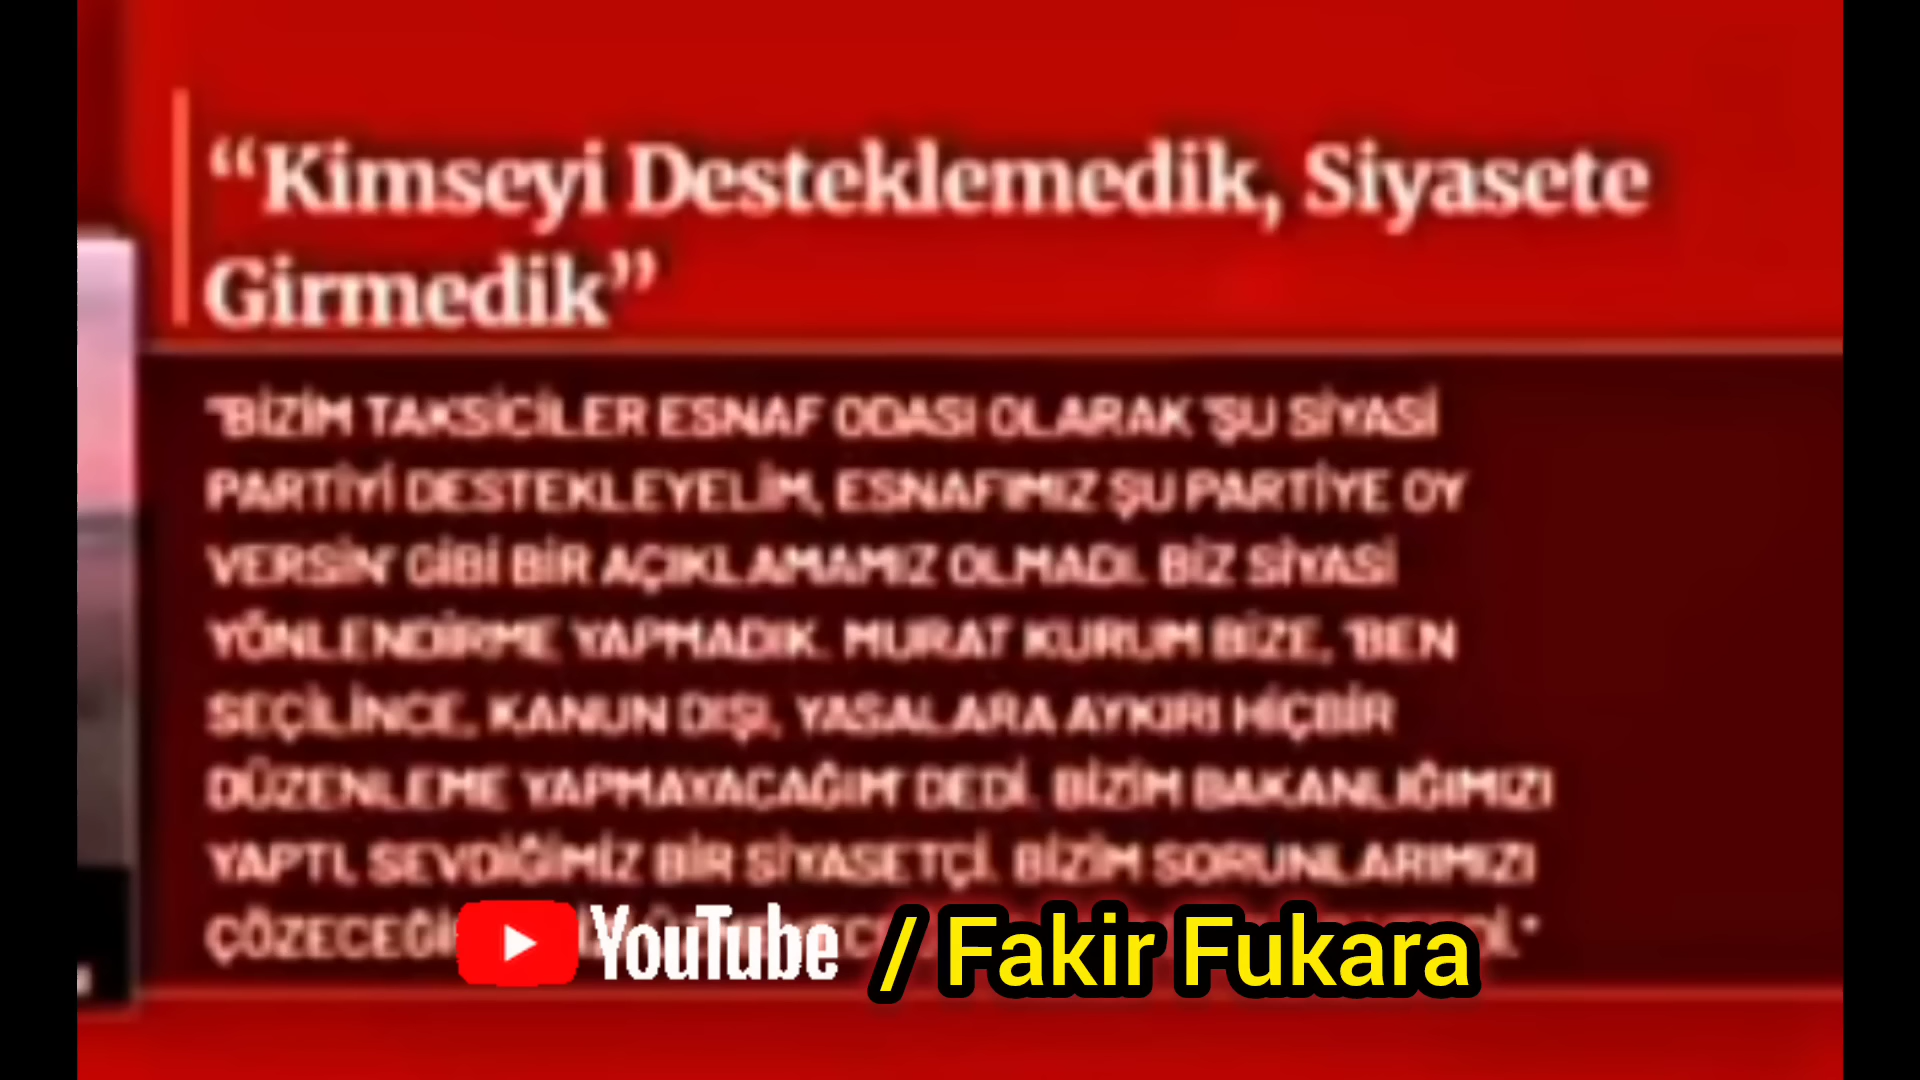 “Kimseyi Desteklemedik, Siyasete
Girmedik”
"BİZİM TAKSİCİLER ESNAF ODASI OLARAK 'ŞU SİYASİ
PARTİYİ DESTEKLEYELİM, ESNAFIMIZ ŞU PARTİYE OY
VERSİN' GİBİ BİR AÇIKLAMAMIZ OLMADI. BİZ SİYASİ
YÖNLENDİRME YAPMADIK. MURAT KURUM BİZE, 'BEN
SEÇİLİNCE, KANUN DIŞI, YASALARA AYKIRI HİÇBİR
DÜZENLEME YAPMAYACAĞIM' DEDİ. BİZİM BAKANLIĞIMIZI
YAPTI, SEVDİĞİMİZ BİR SİYASETÇİ. BİZİM SORUNLARIMIZI
YouTube / Fakir Fukara